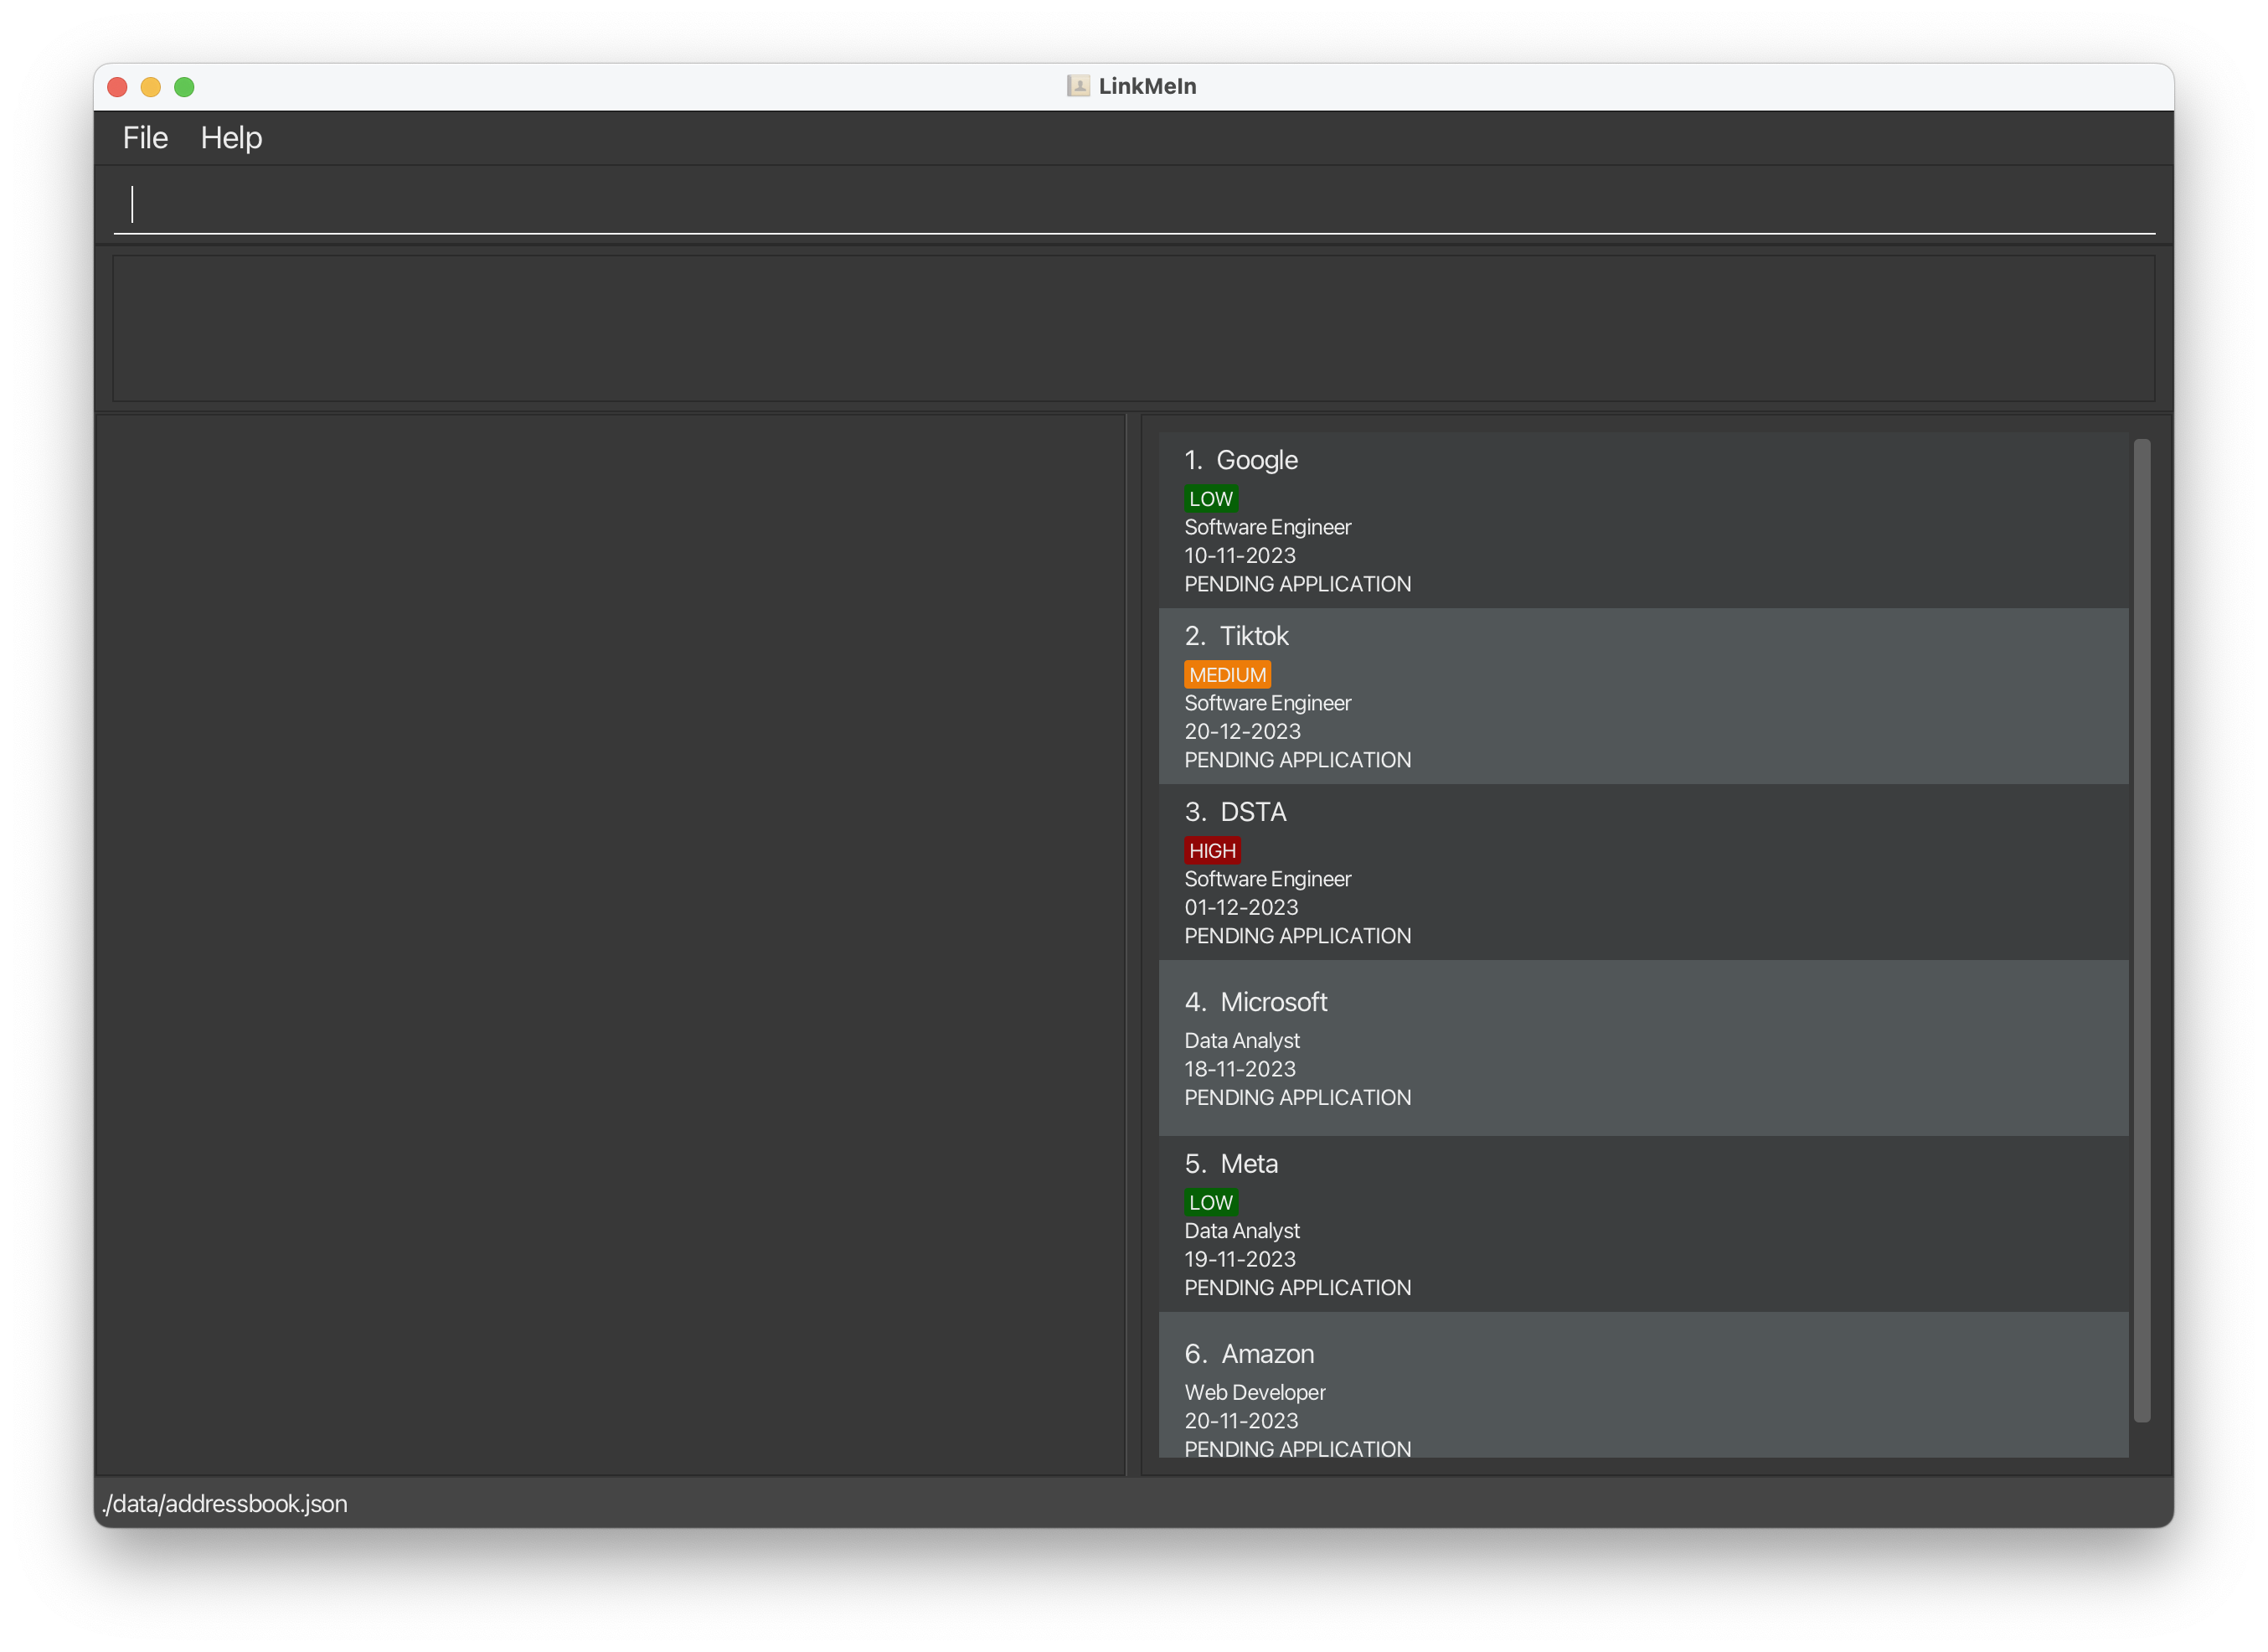 LinkMeIn
File Help
1. Google
LOW
Software Engineer
10-11-2023
PENDING APPLICATION
2. Tiktok
MEDIUM
Software Engineer
20-12-2023
PENDING APPLICATION
3. DSTA
HIGH
Software Engineer
01-12-2023
PENDING APPLICATION
4. Microsoft
Data Analyst
18-11-2023
PENDING APPLICATION
5. Meta
LOW
Data Analyst
19-11-2023
PENDING APPLICATION
6. Amazon
Web Developer
20-11-2023
PENDING APPLICATION
./data/addressbook.json